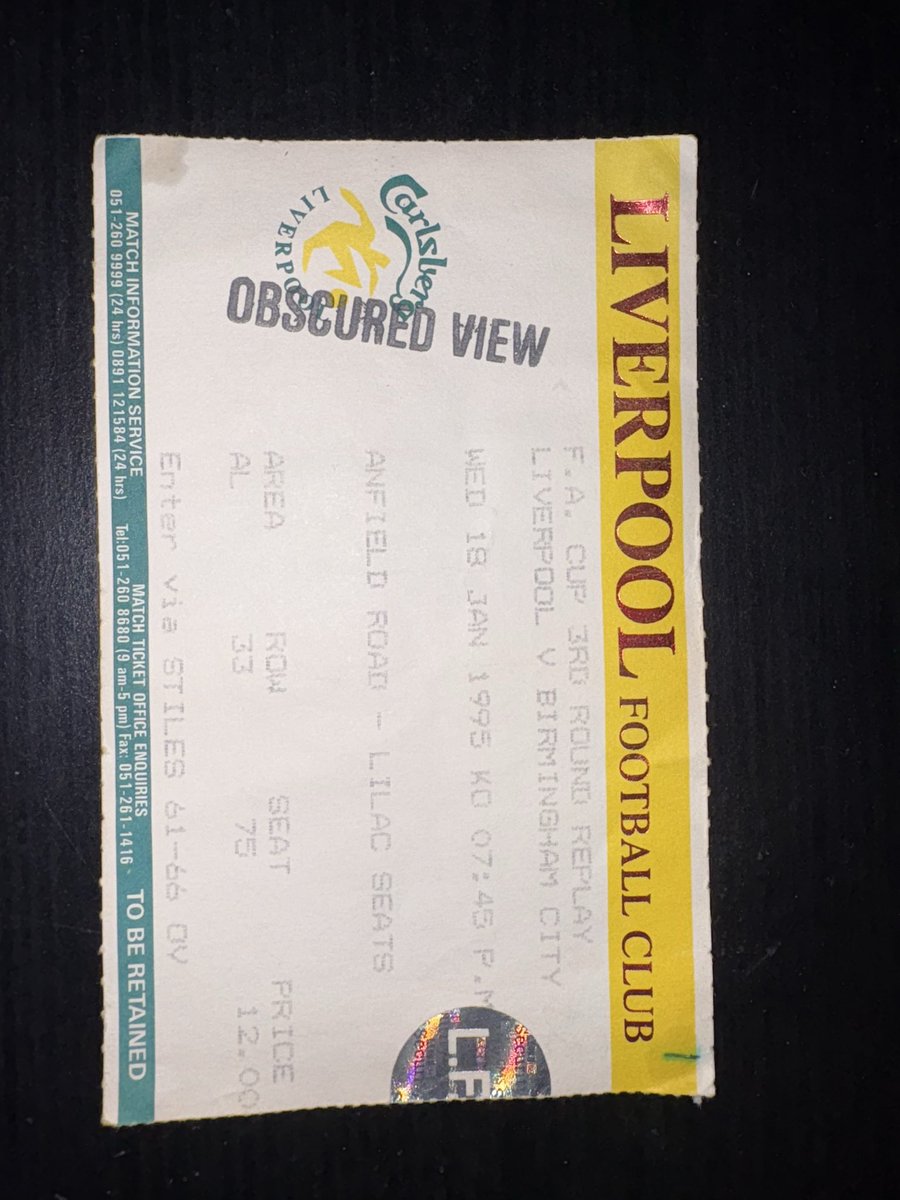 LIVERPOOL FOOTBALL CLUB
Carlsberg
LIVERPOOL
OBSCURED VIEW
F.A. CUP 3RD ROUND REPLAY
LIVERPOOL V BIRMINGHAM CITY
WED 18 JAN 1995 KO 07:45 P.M
ANFIELD ROAD - LILAC SEATS
AREA ROW SEAT PRICE
AL 33 75 12.00
Enter via STILES 61-66 OV
L.F
MATCH INFORMATION SERVICE
051-260 9999 (24 hrs) 0891 121584 (24 hrs)
MATCH TICKET OFFICE ENQUIRIES
Tel:051-260 8680 (9 am-5 pm) Fax: 051-261-1416
TO BE RETAINED